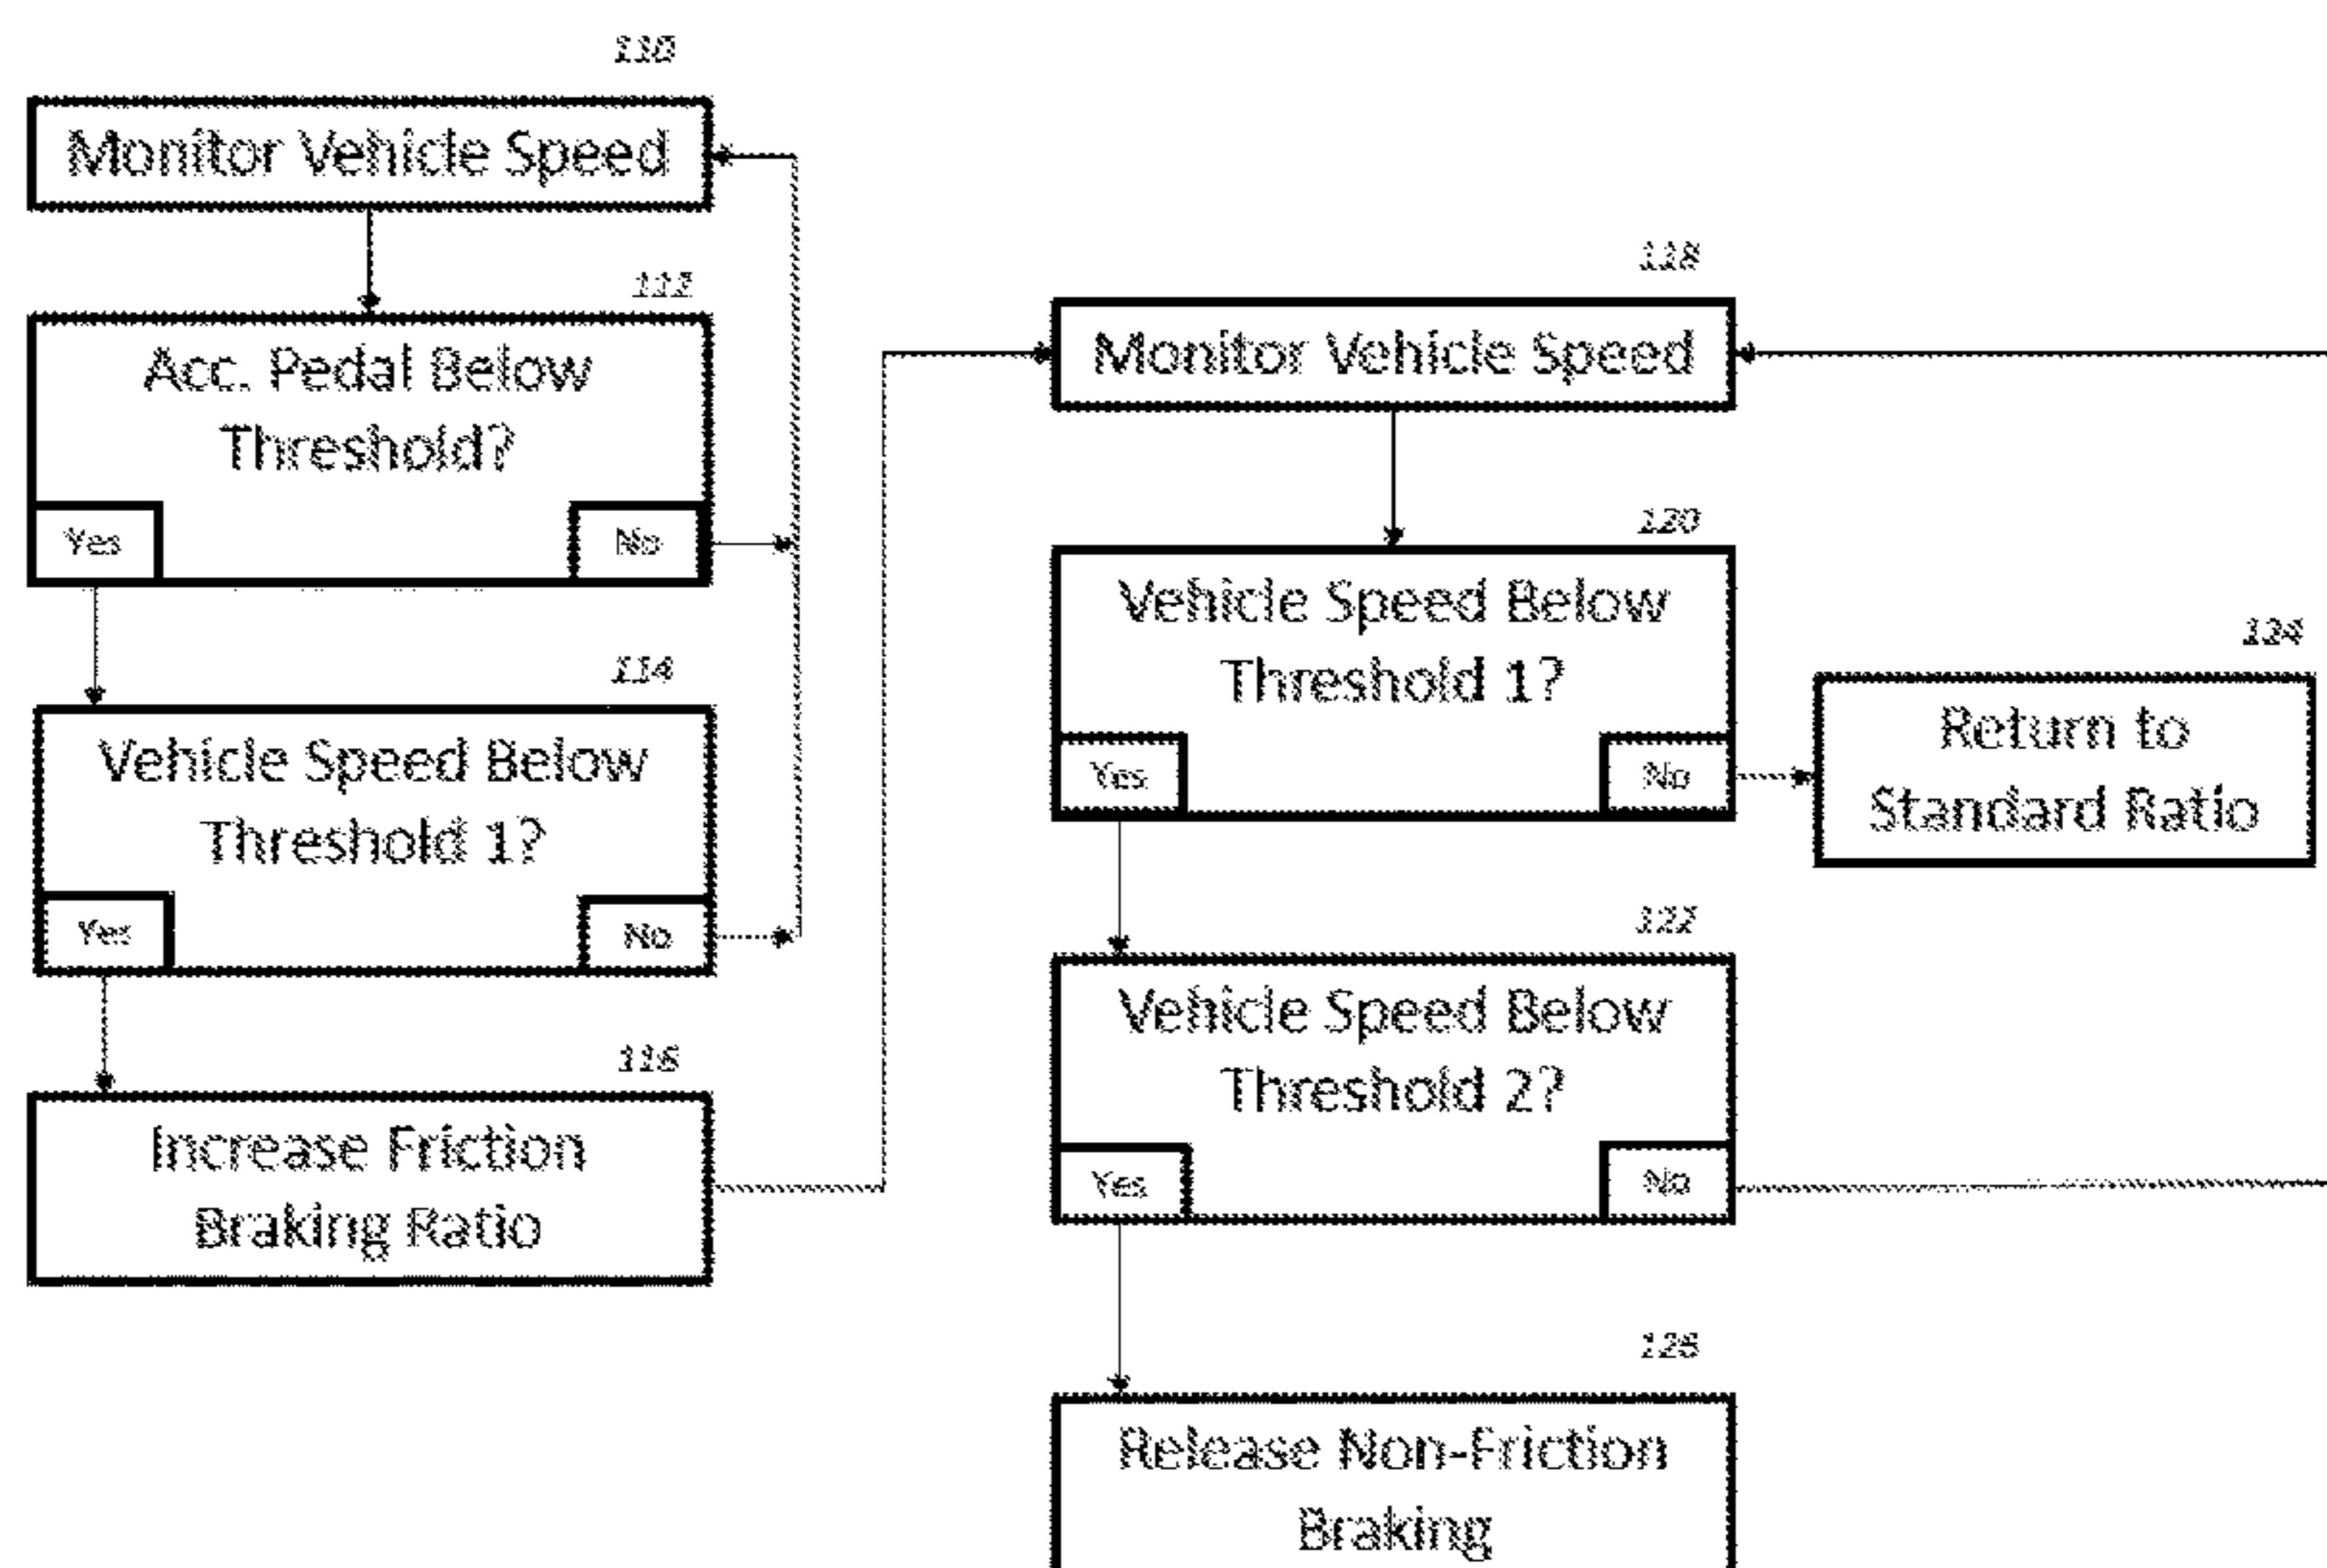 110
Monitor Vehicle Speed
112
Acc. Pedal Below
Threshold?
Yes
No
114
Vehicle Speed Below
Threshold 1?
Yes
No
116
Increase Friction
Braking Ratio
118
Monitor Vehicle Speed
120
Vehicle Speed Below
Threshold 1?
Yes
No
124
Return to
Standard Ratio
122
Vehicle Speed Below
Threshold 2?
Yes
No
126
Release Non-Friction
Braking